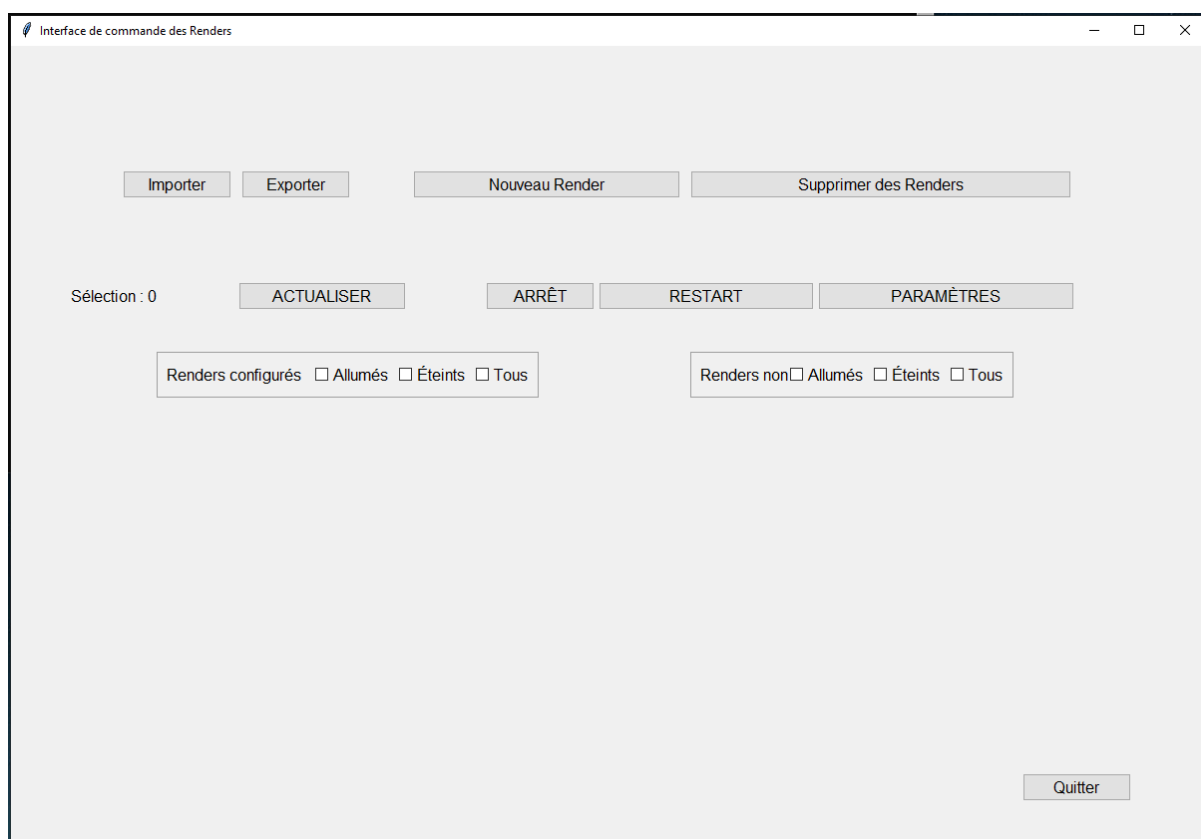 Interface de commande des Renders
Importer Exporter Nouveau Render Supprimer des Renders
Sélection : 0 ACTUALISER ARRÊT RESTART PARAMÈTRES
Renders configurés Allumés Éteints Tous Renders non Allumés Éteints Tous
Quitter